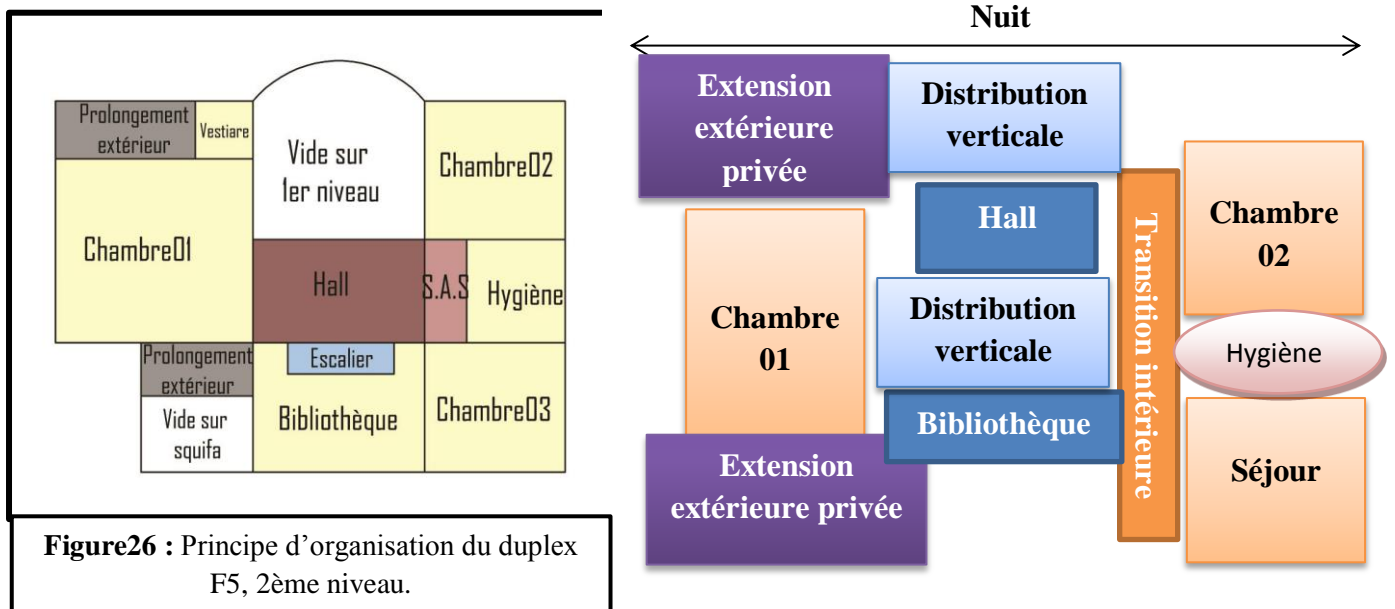 Prolongement
extérieur
Vestiare
Vide sur
1er niveau
Chambre02
Chambre01
Hall
S.A.S
Hygiène
Prolongement
extérieur
Escalier
Vide sur
squifa
Bibliothèque
Chambre03
Figure26 : Principe d’organisation du duplex
F5, 2ème niveau.
Nuit
Extension
extérieure
privée
Distribution
verticale
Hall
Chambre
02
Transition intérieure
Chambre
01
Distribution
verticale
Hygiène
Bibliothèque
Extension
extérieure privée
Séjour